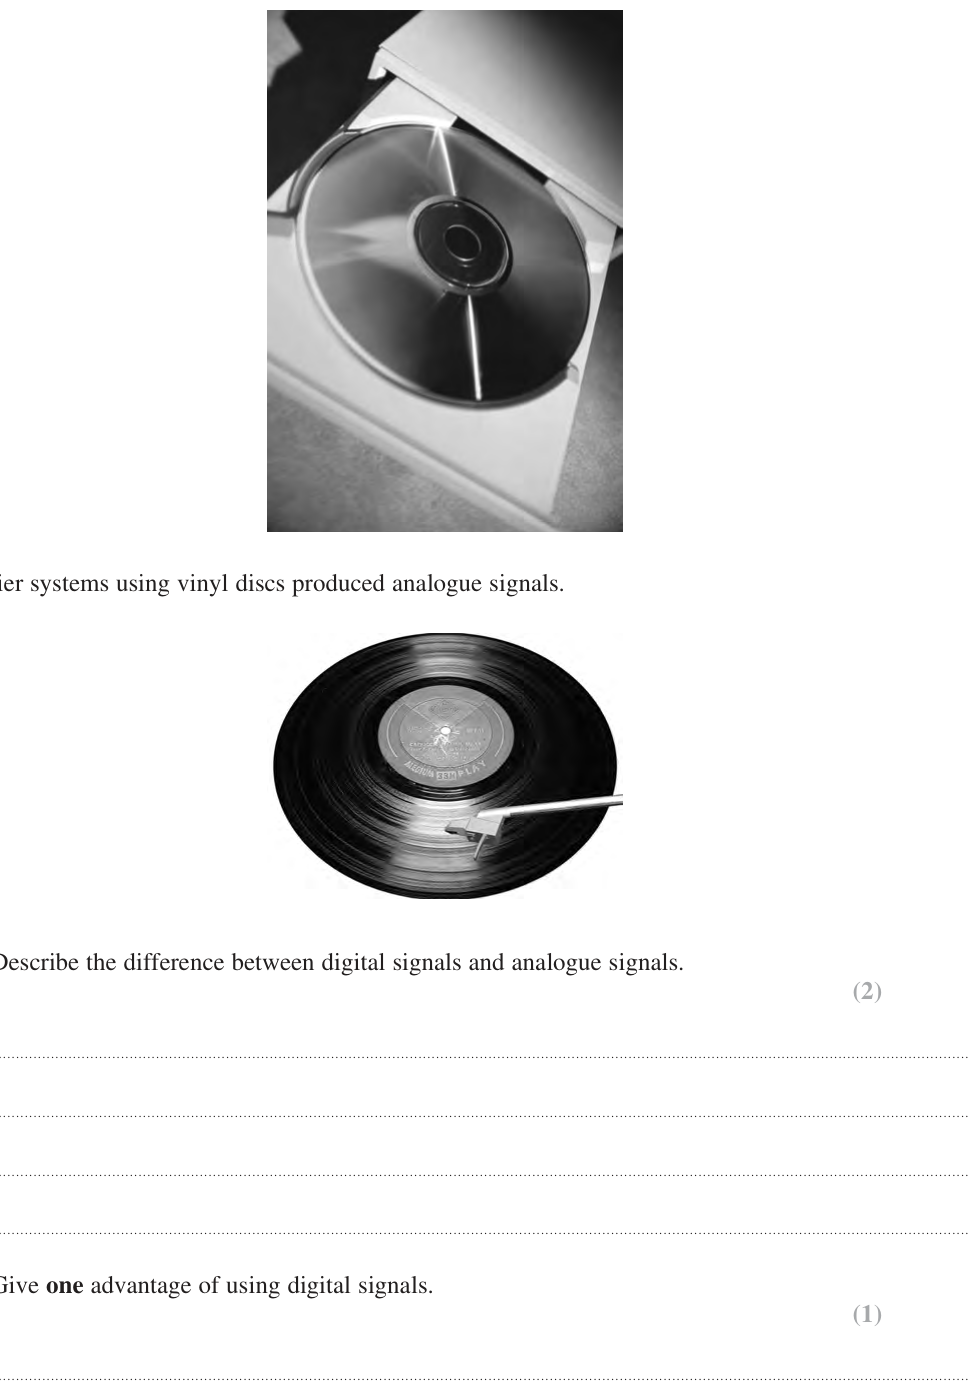 ier systems using vinyl discs produced analogue signals.
PLAY
Describe the difference between digital signals and analogue signals.
(2)
Give one advantage of using digital signals.
(1)